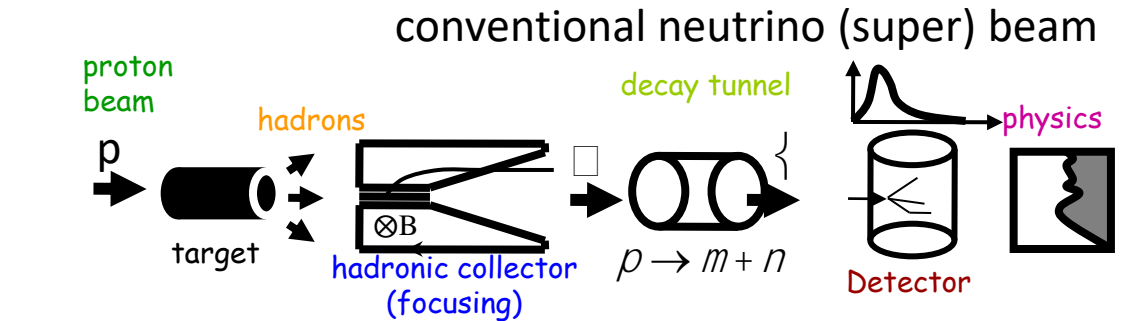 conventional neutrino (super) beam
proton
beam
hadrons
decay tunnel
physics
p
⊗B
target
hadronic collector
(focusing)
p → m + n
Detector